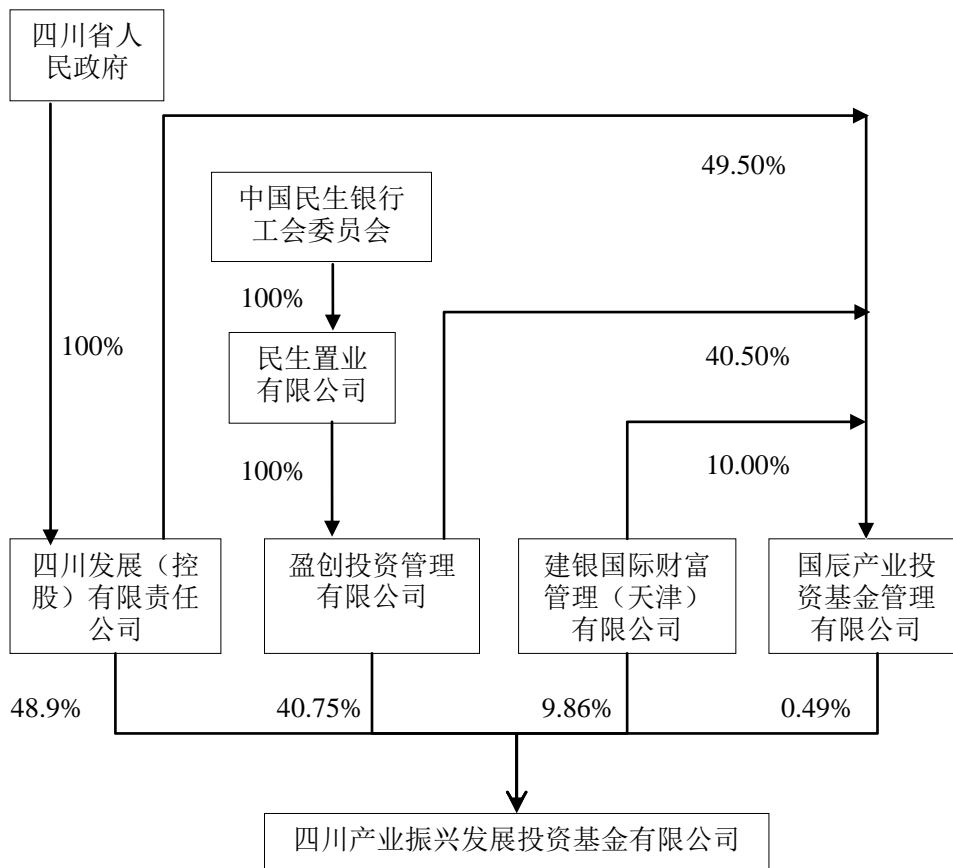 四川省人
民政府
49.50%
中国民生银行
工会委员会
100%
100%
民生置业
有限公司
40.50%
100%
10.00%
四川发展（控
股）有限责任
公司
盈创投资管理
有限公司
建银国际财富
管理（天津）
有限公司
国辰产业投
资基金管理
有限公司
48.9%
40.75%
9.86%
0.49%
四川产业振兴发展投资基金有限公司